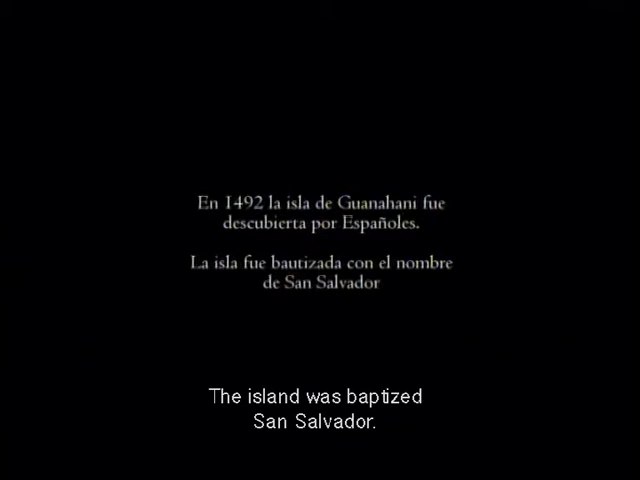 En 1492 la isla de Guanahani fue
descubierta por Españoles.
La isla fue bautizada con el nombre
de San Salvador
The island was baptized
San Salvador.